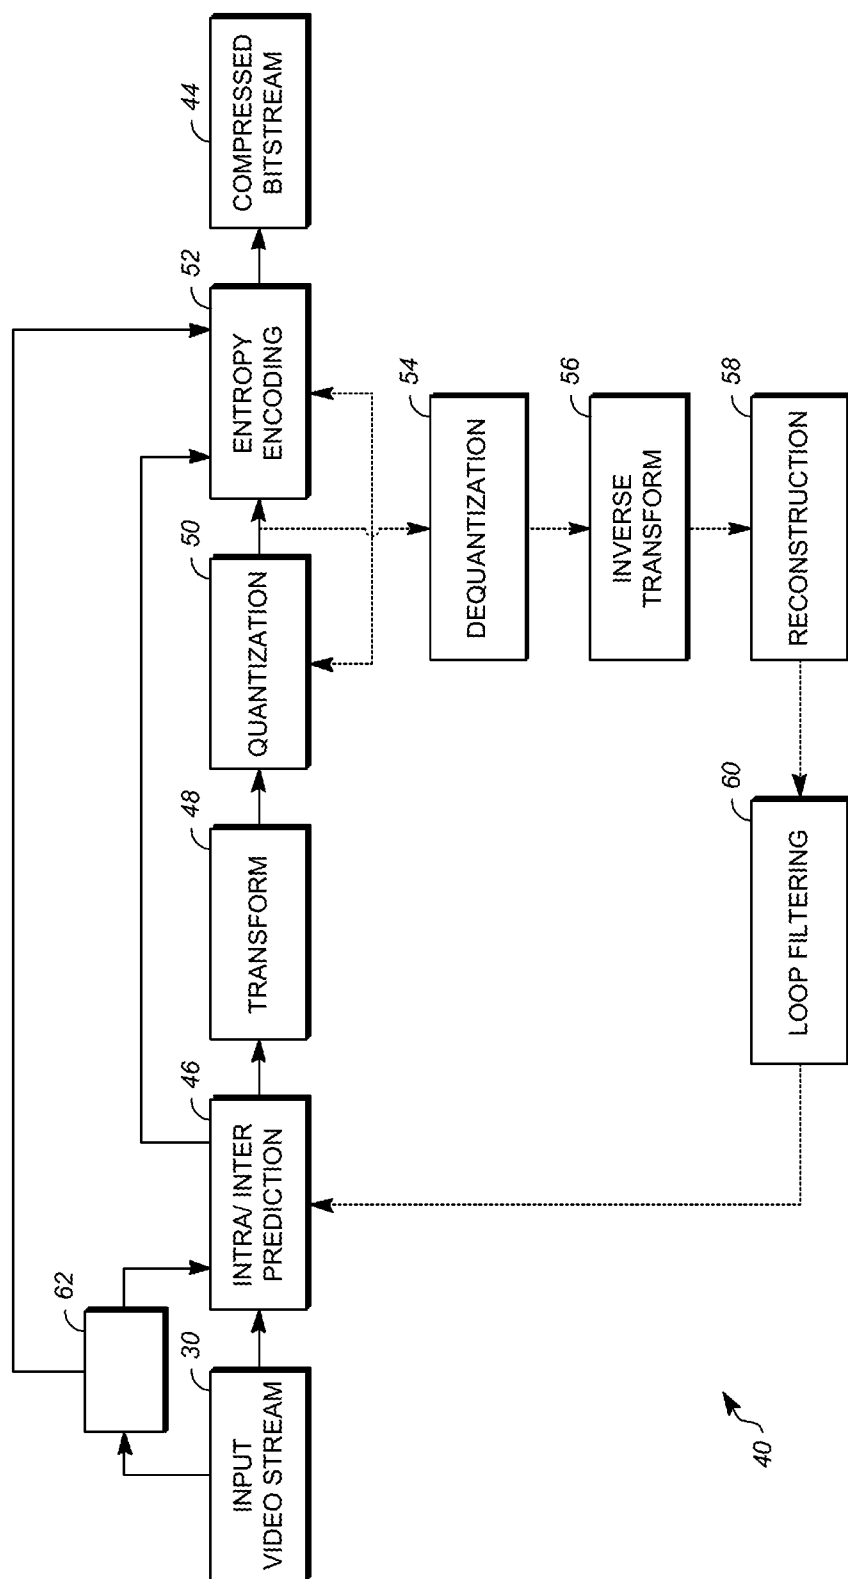 62
30
INPUT
VIDEO STREAM
46
INTRA/ INTER
PREDICTION
48
TRANSFORM
50
QUANTIZATION
52
ENTROPY
ENCODING
44
COMPRESSED
BITSTREAM
54
DEQUANTIZATION
56
INVERSE
TRANSFORM
58
RECONSTRUCTION
60
LOOP FILTERING
40